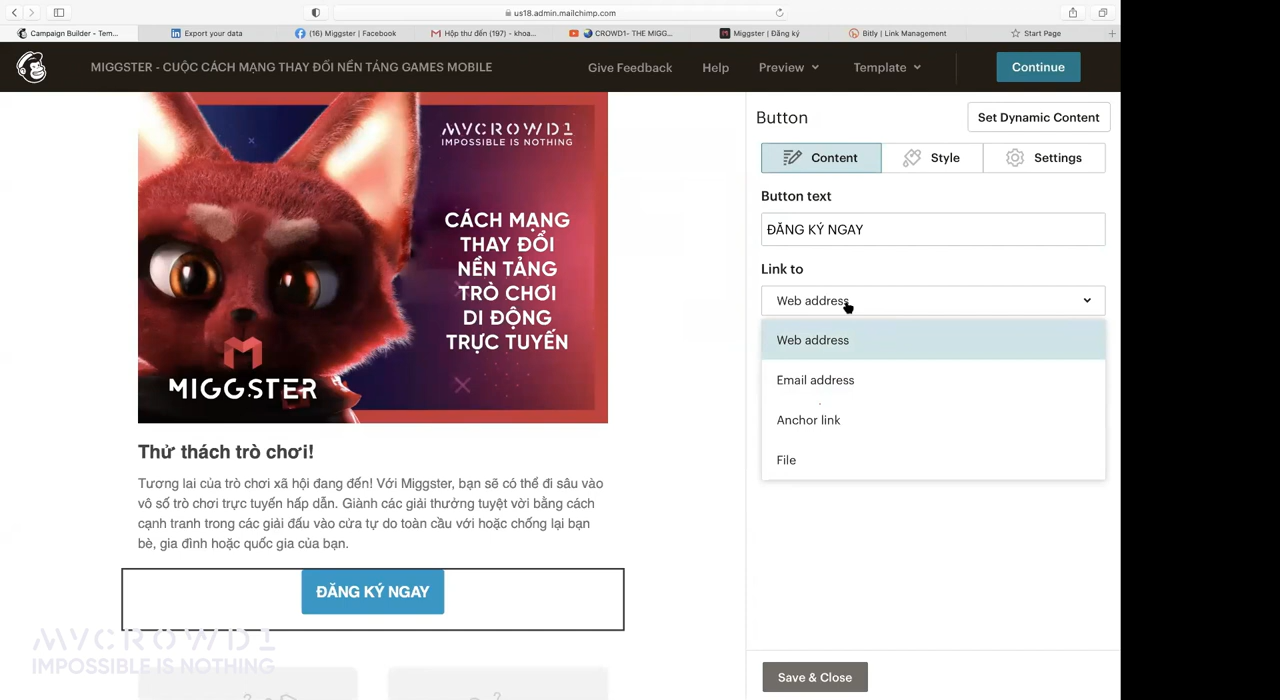 us18.admin.mailchimp.com
Campaign Builder - Tem...
Export your data
(16) Miggster | Facebook
Hộp thư đến (197) - khoa...
CROWD1- THE MIGG...
Miggster | Đăng ký
Bitly | Link Management
Start Page
MIGGSTER - CUỘC CÁCH MẠNG THAY ĐỔI NỀN TẢNG GAMES MOBILE
Give Feedback
Help
Preview
Template
Continue
MYCROWD1
IMPOSSIBLE IS NOTHING
CÁCH MẠNG
THAY ĐỔI
NỀN TẢNG
TRÒ CHƠI
DI ĐỘNG
TRỰC TUYẾN
MIGGSTER
Thử thách trò chơi!
Tương lai của trò chơi xã hội đang đến! Với Miggster, bạn sẽ có thể đi sâu vào
vô số trò chơi trực tuyến hấp dẫn. Giành các giải thưởng tuyệt vời bằng cách
cạnh tranh trong các giải đấu vào cửa tự do toàn cầu với hoặc chống lại bạn
bè, gia đình hoặc quốc gia của bạn.
ĐĂNG KÝ NGAY
MYCROWD1
IMPOSSIBLE IS NOTHING
Button
Set Dynamic Content
Content
Style
Settings
Button text
ĐĂNG KÝ NGAY
Link to
Web address
Web address
Email address
Anchor link
File
Save & Close